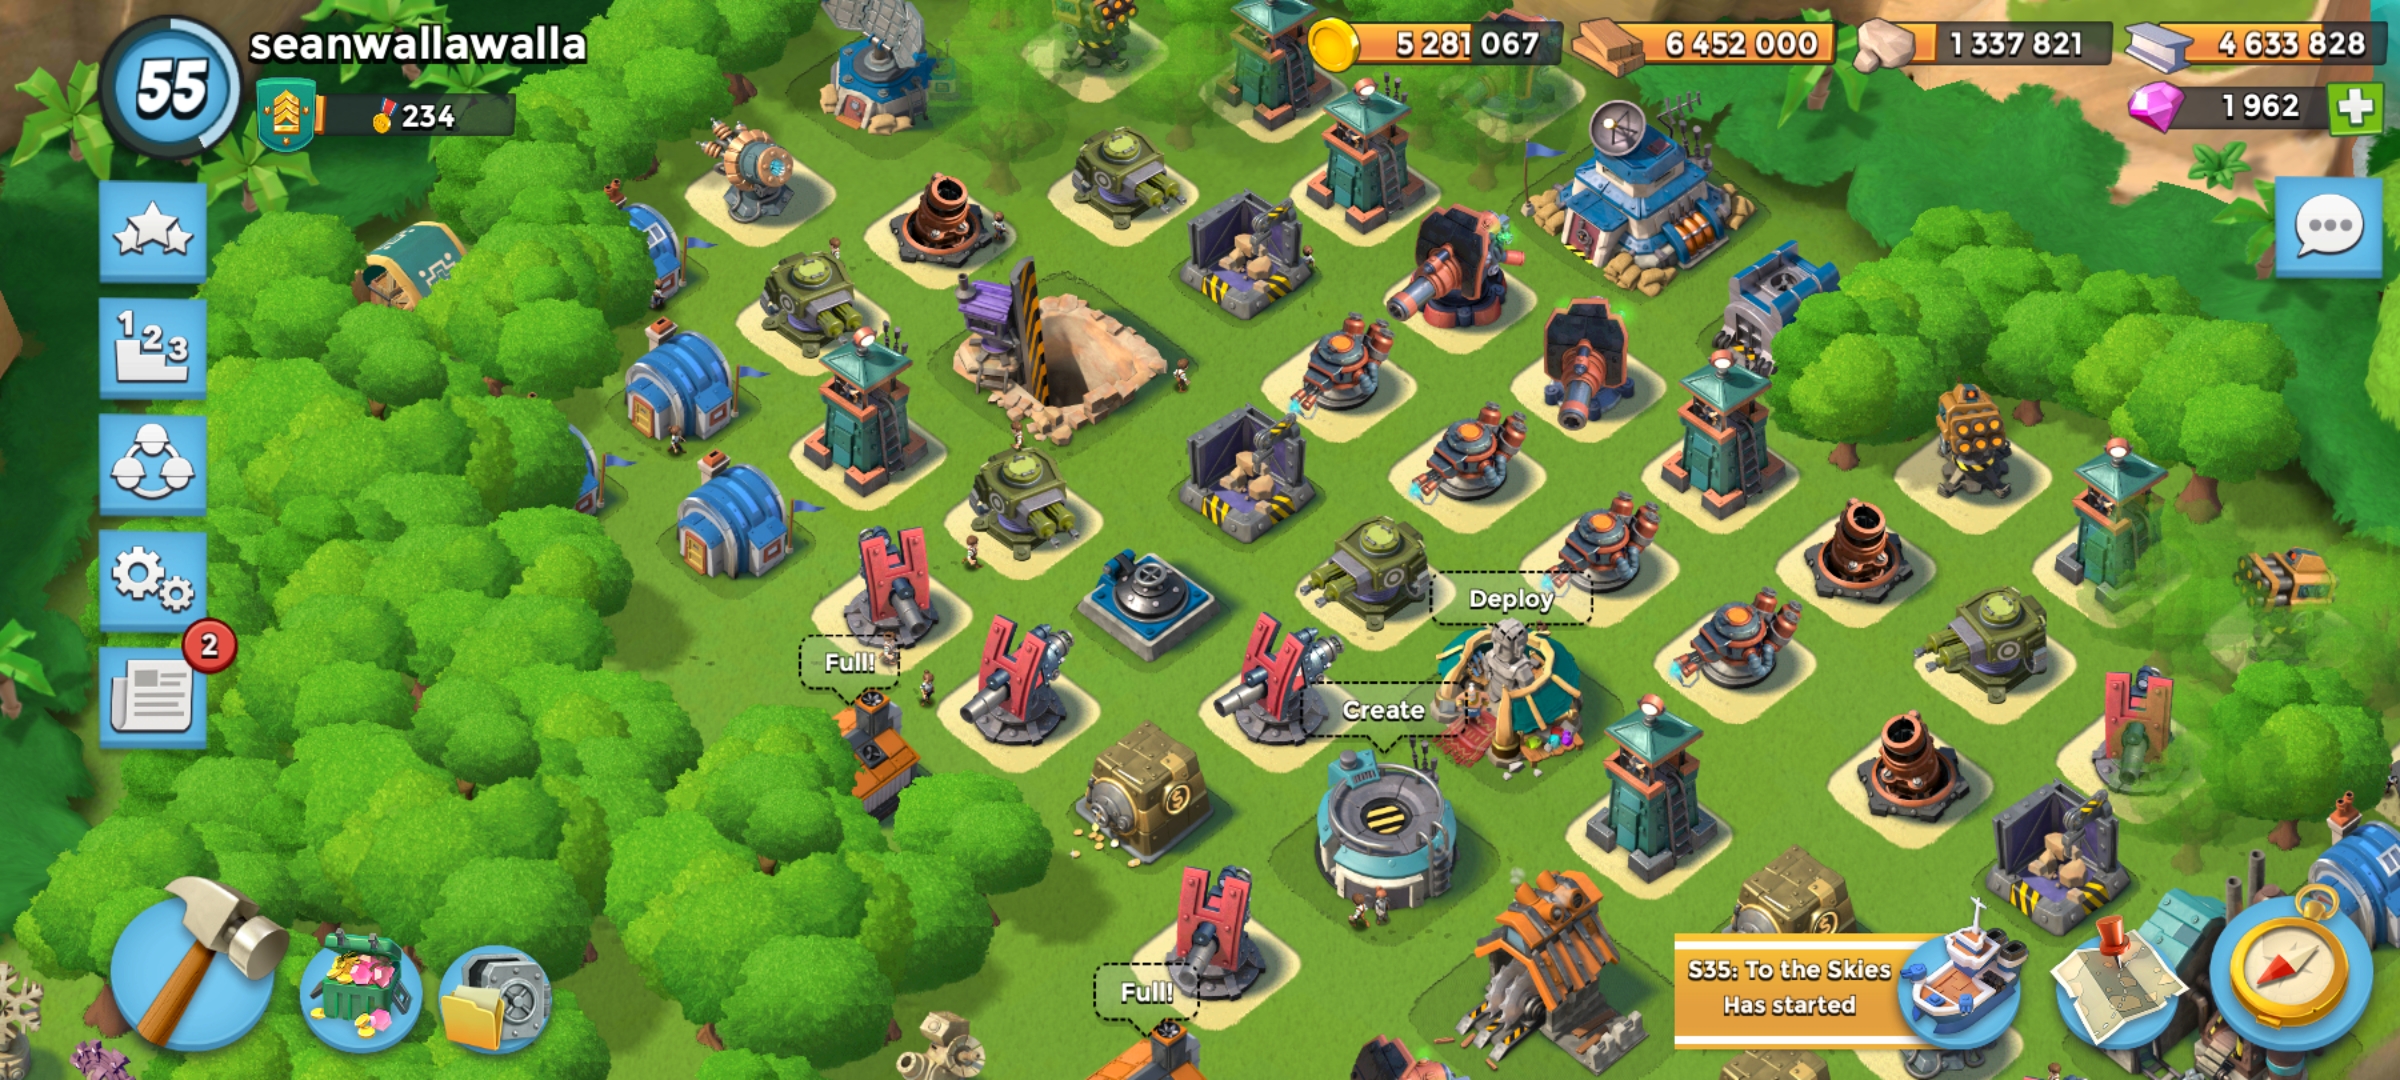 55
seanwallawalla
234
5 281 067
6 452 000
1 337 821
4 633 828
1 962
123
2
Deploy
Full!
Create
Full!
S35: To the Skies
Has started